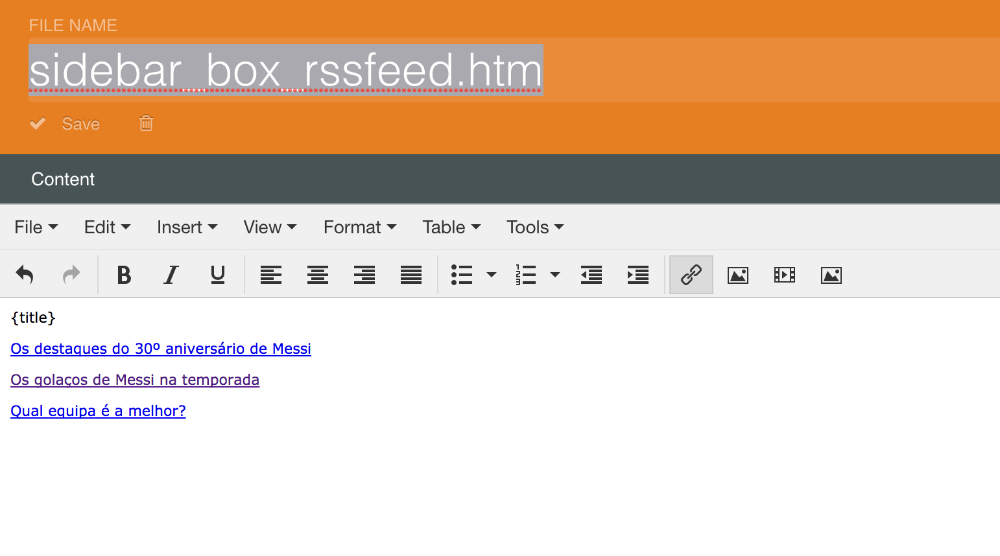 FILE NAME
sidebar_box_rssfeed.htm
Save
Content
File Edit Insert View Format Table Tools
{title}
Os destaques do 30º aniversário de Messi
Os golaços de Messi na temporada
Qual equipa é a melhor?